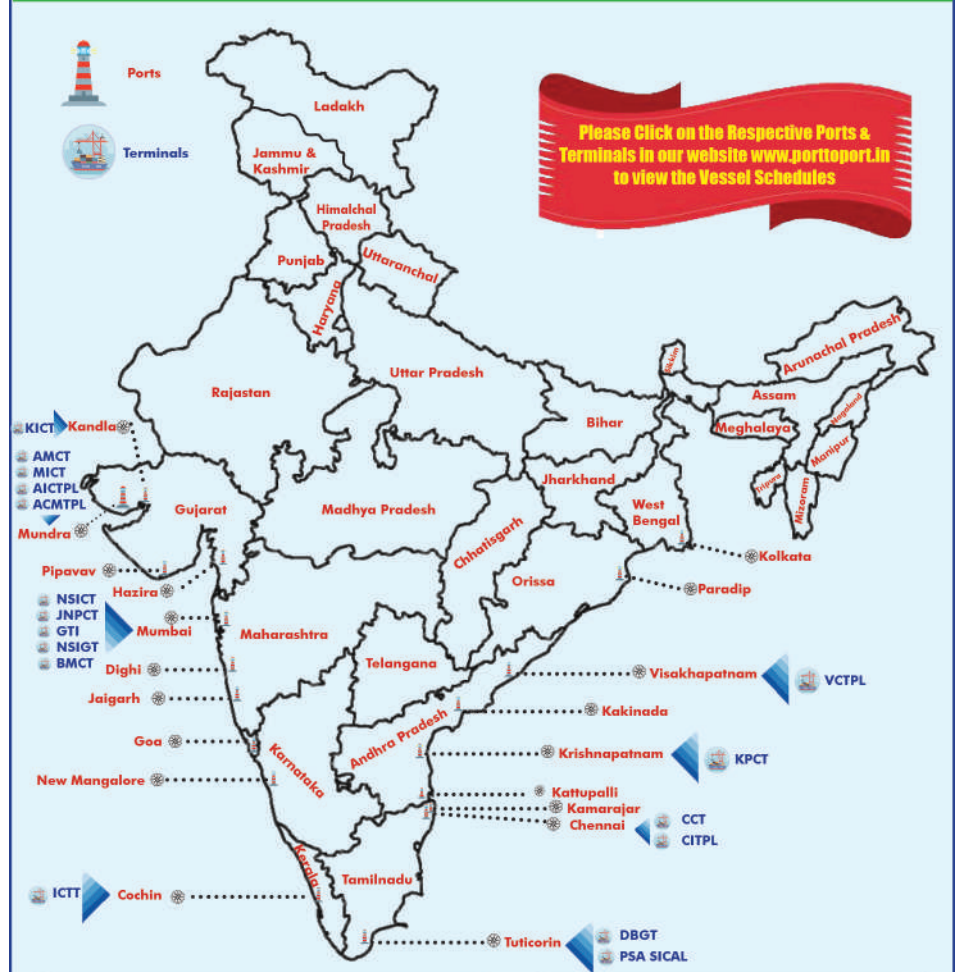 Ports
Terminals
Please Click on the Respective Ports &
Terminals in our website www.porttoport.in
to view the Vessel Schedules
Ladakh
Jammu &
Kashmir
Himalchal
Pradesh
Punjab
Uttaranchal
Haryana
Rajastan
Uttar Pradesh
Sikkim
Arunachal Pradesh
Assam
Nagaland
Meghalaya
Manipur
Tripura
Mizoram
Bihar
Jharkhand
West
Bengal
KICT
Kandla
AMCT
MICT
AICTPL
ACMTPL
Mundra
Gujarat
Madhya Pradesh
Chhatisgarh
Orissa
Kolkata
Paradip
Pipavav
Hazira
NSICT
JNPCT
GTI
NSIGT
BMCT
Mumbai
Maharashtra
Telangana
Dighi
Jaigarh
Visakhapatnam
VCTPL
Kakinada
Goa
Karnataka
Andhra Pradesh
Krishnapatnam
KPCT
New Mangalore
Kattupalli
Kamarajar
Chennai
CCT
CITPL
Kerala
Tamilnadu
ICTT
Cochin
Tuticorin
DBGT
PSA SICAL